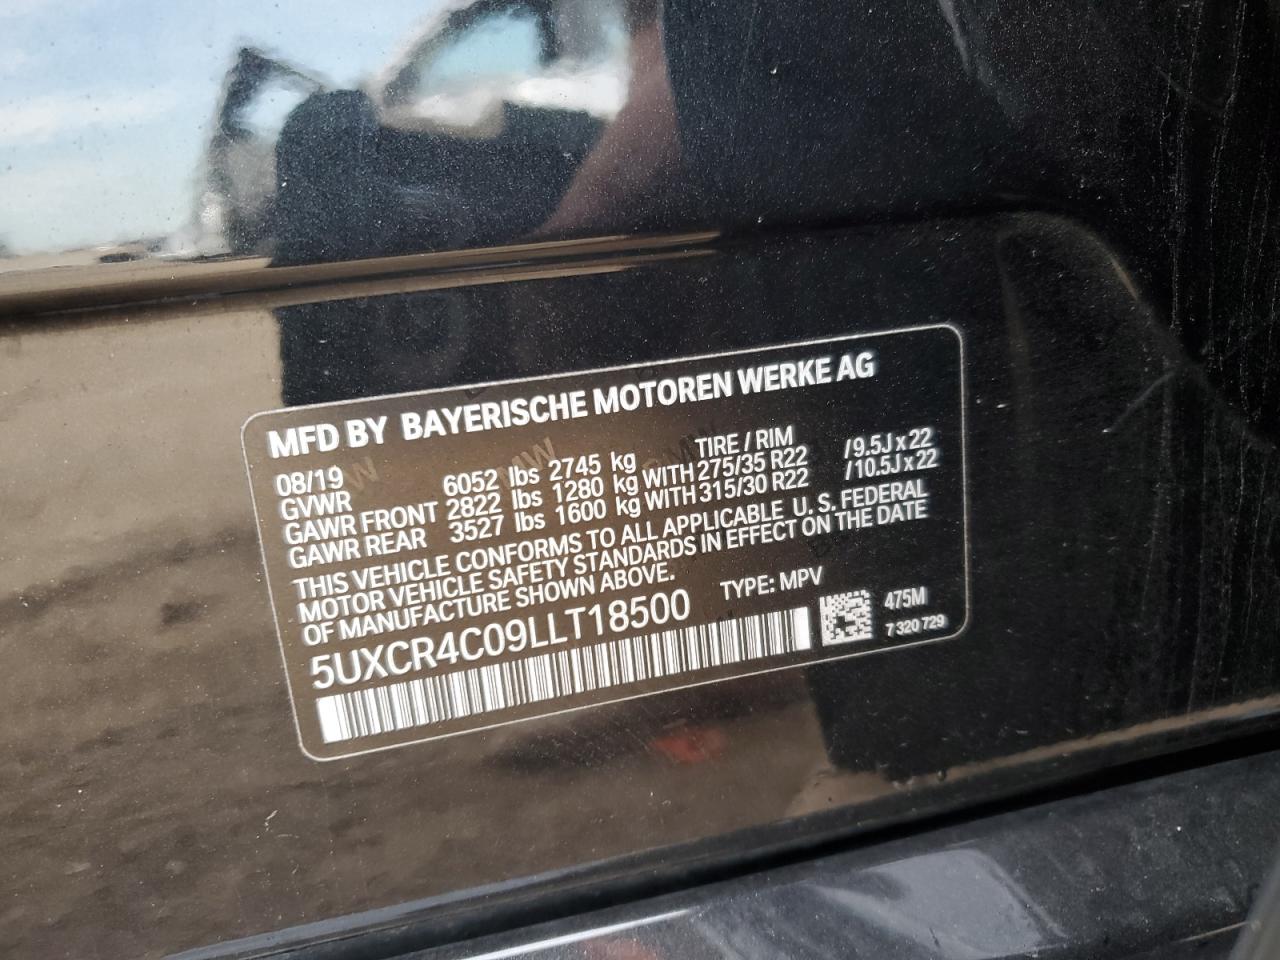 MFD BY BAYERISCHE MOTOREN WERKE AG
08/19 TIRE / RIM
GVWR 6052 lbs 2745 kg
GAWR FRONT 2822 lbs 1280 kg WITH 275/35 R22 /9.5J x 22
GAWR REAR 3527 lbs 1600 kg WITH 315/30 R22 /10.5J x 22
THIS VEHICLE CONFORMS TO ALL APPLICABLE U. S. FEDERAL
MOTOR VEHICLE SAFETY STANDARDS IN EFFECT ON THE DATE
OF MANUFACTURE SHOWN ABOVE.
TYPE: MPV
5UXCR4C09LLT18500
475M
7 320 729